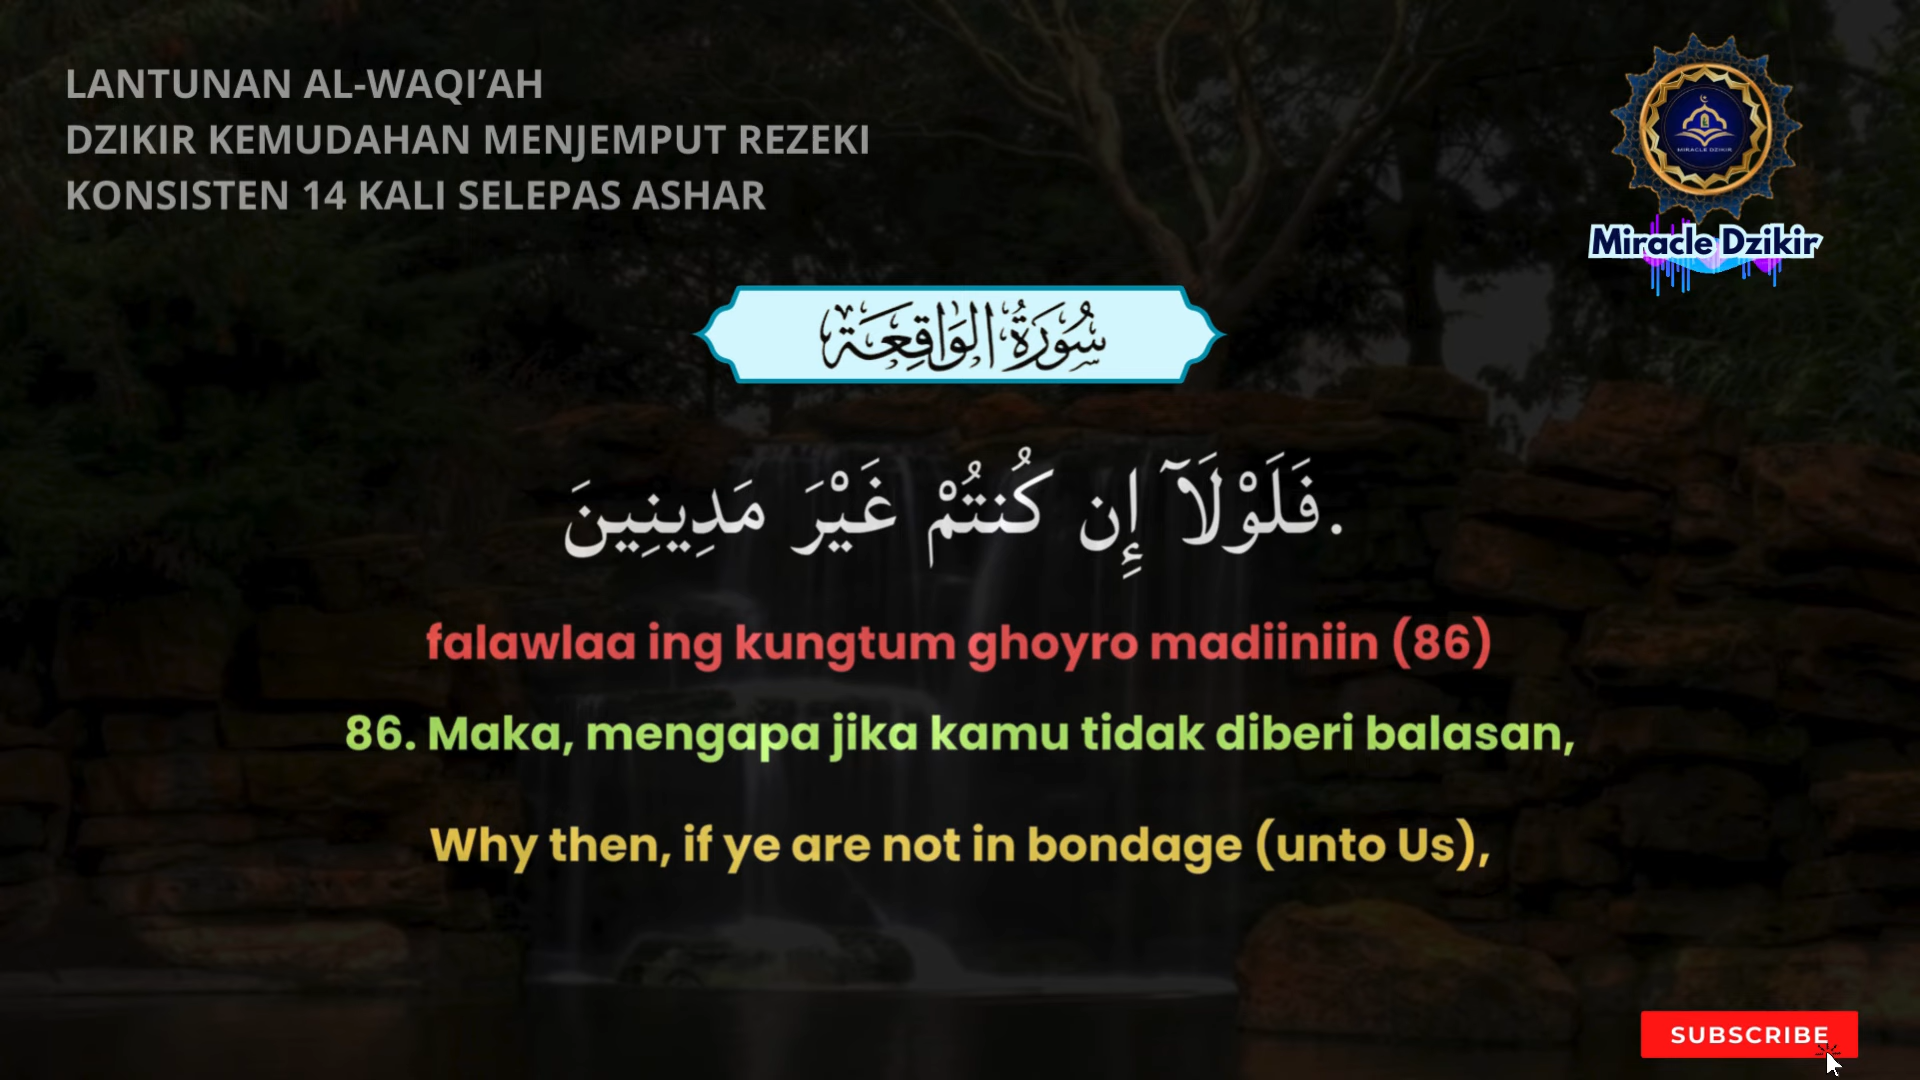 LANTUNAN AL-WAQI’AH
DZIKIR KEMUDAHAN MENJEMPUT REZEKI
KONSISTEN 14 KALI SELEPAS ASHAR
MIRACLE DZIKIR
Miracle Dzikir
سُورَةُ الوَاقِعَة
.فَلَوْلَآ إِن كُنتُمْ غَيْرَ مَدِينِينَ
falawlaa ing kungtum ghoyro madiiniin (86)
86. Maka, mengapa jika kamu tidak diberi balasan,
Why then, if ye are not in bondage (unto Us),
SUBSCRIBE